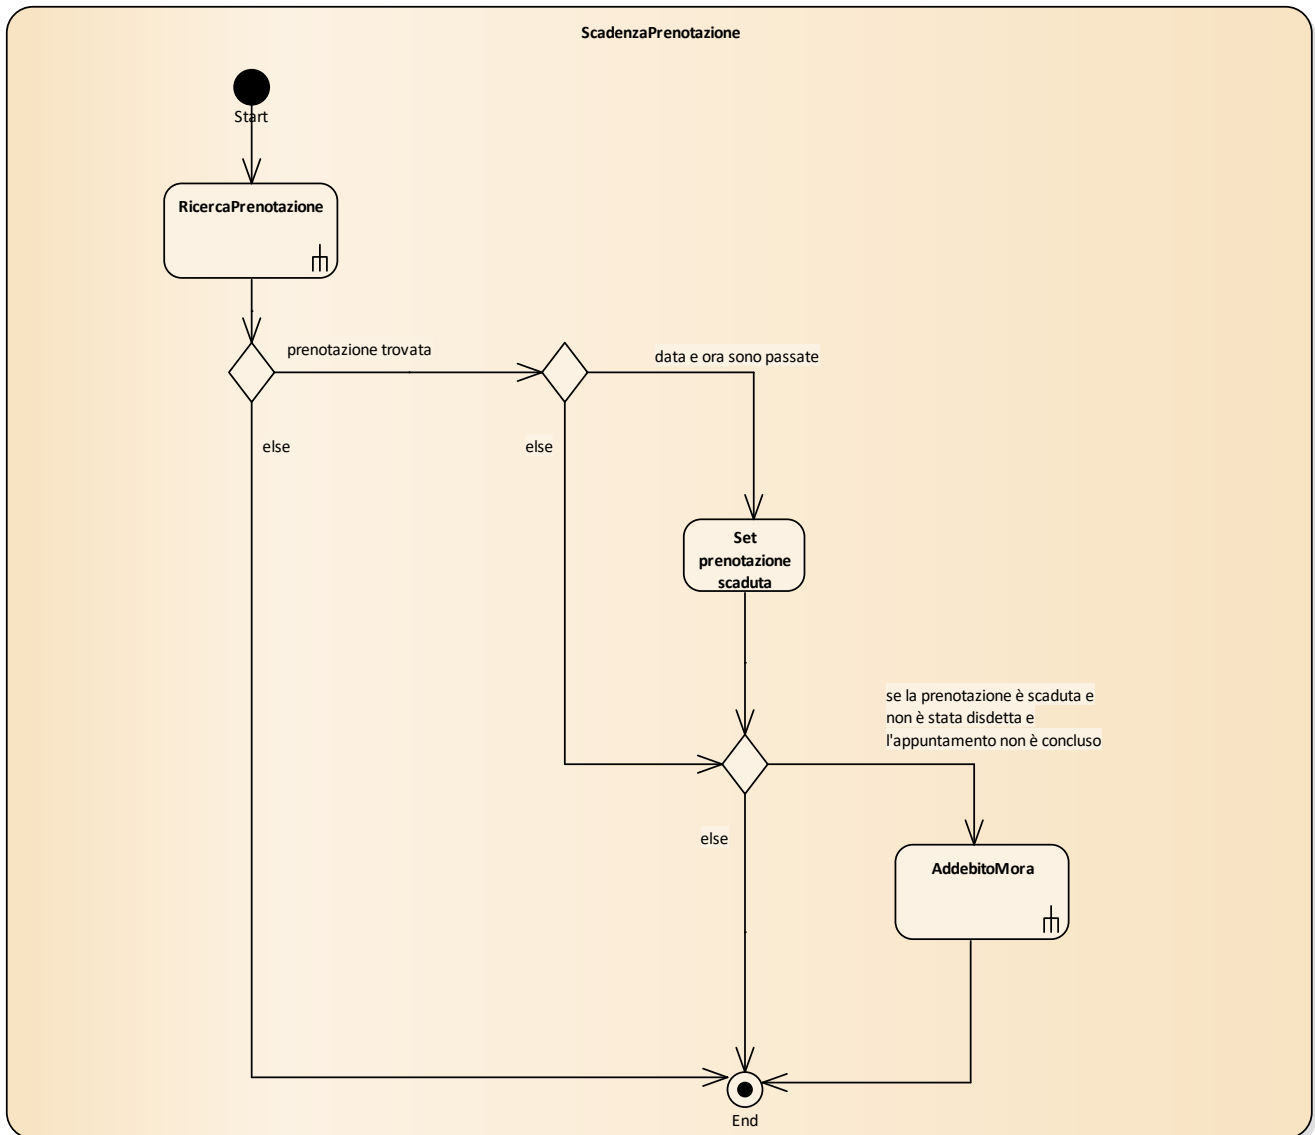 ScadenzaPrenotazione
Start
RicercaPrenotazione
prenotazione trovata
data e ora sono passate
else
else
Set
prenotazione
scaduta
se la prenotazione è scaduta e
non è stata disdetta e
l'appuntamento non è concluso
else
AddebitoMora
End